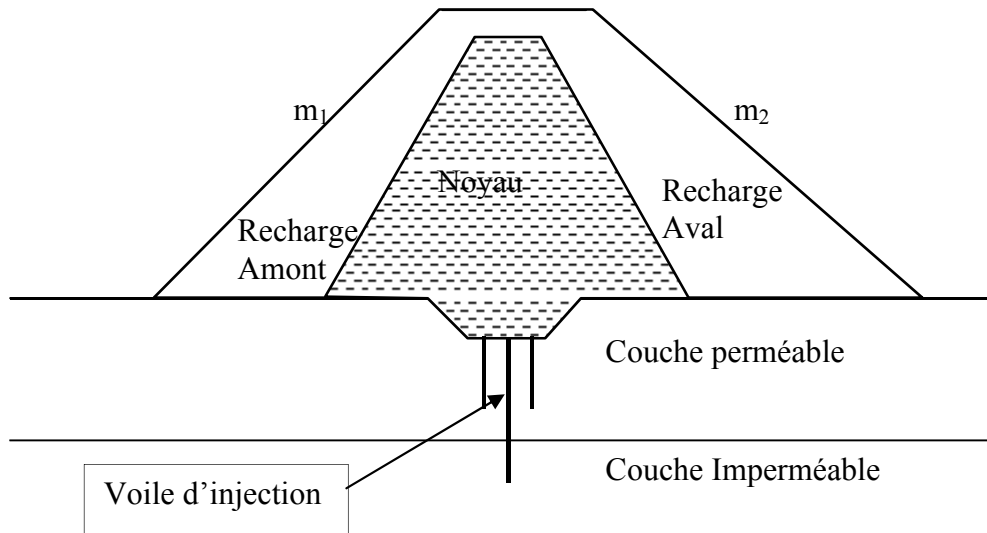 m₁
m₂
Noyau
Recharge
Aval
Recharge
Amont
Couche perméable
Couche Imperméable
Voile d'injection